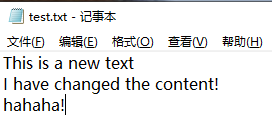 test.txt - 记事本
文件(F) 编辑(E) 格式(O) 查看(V) 帮助(H)
This is a new text
I have changed the content!
hahaha!